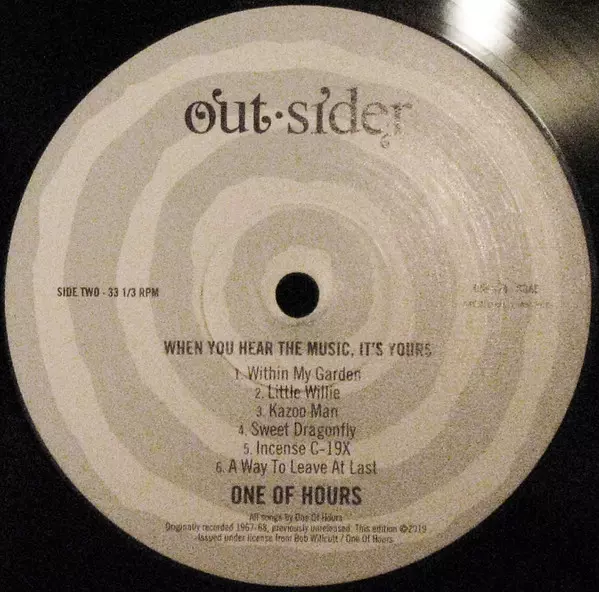 out·sider
SIDE TWO - 33 1/3 RPM
WHEN YOU HEAR THE MUSIC, IT'S YOURS
1. Within My Garden
2. Little Willie
3. Kazoo Man
4. Sweet Dragonfly
5. Incense C-19X
6. A Way To Leave At Last
ONE OF HOURS
All songs by One Of Hours
Originally recorded 1967-68, previously unreleased. This edition ©2019
Issued under license from Bob Willcutt / One Of Hours